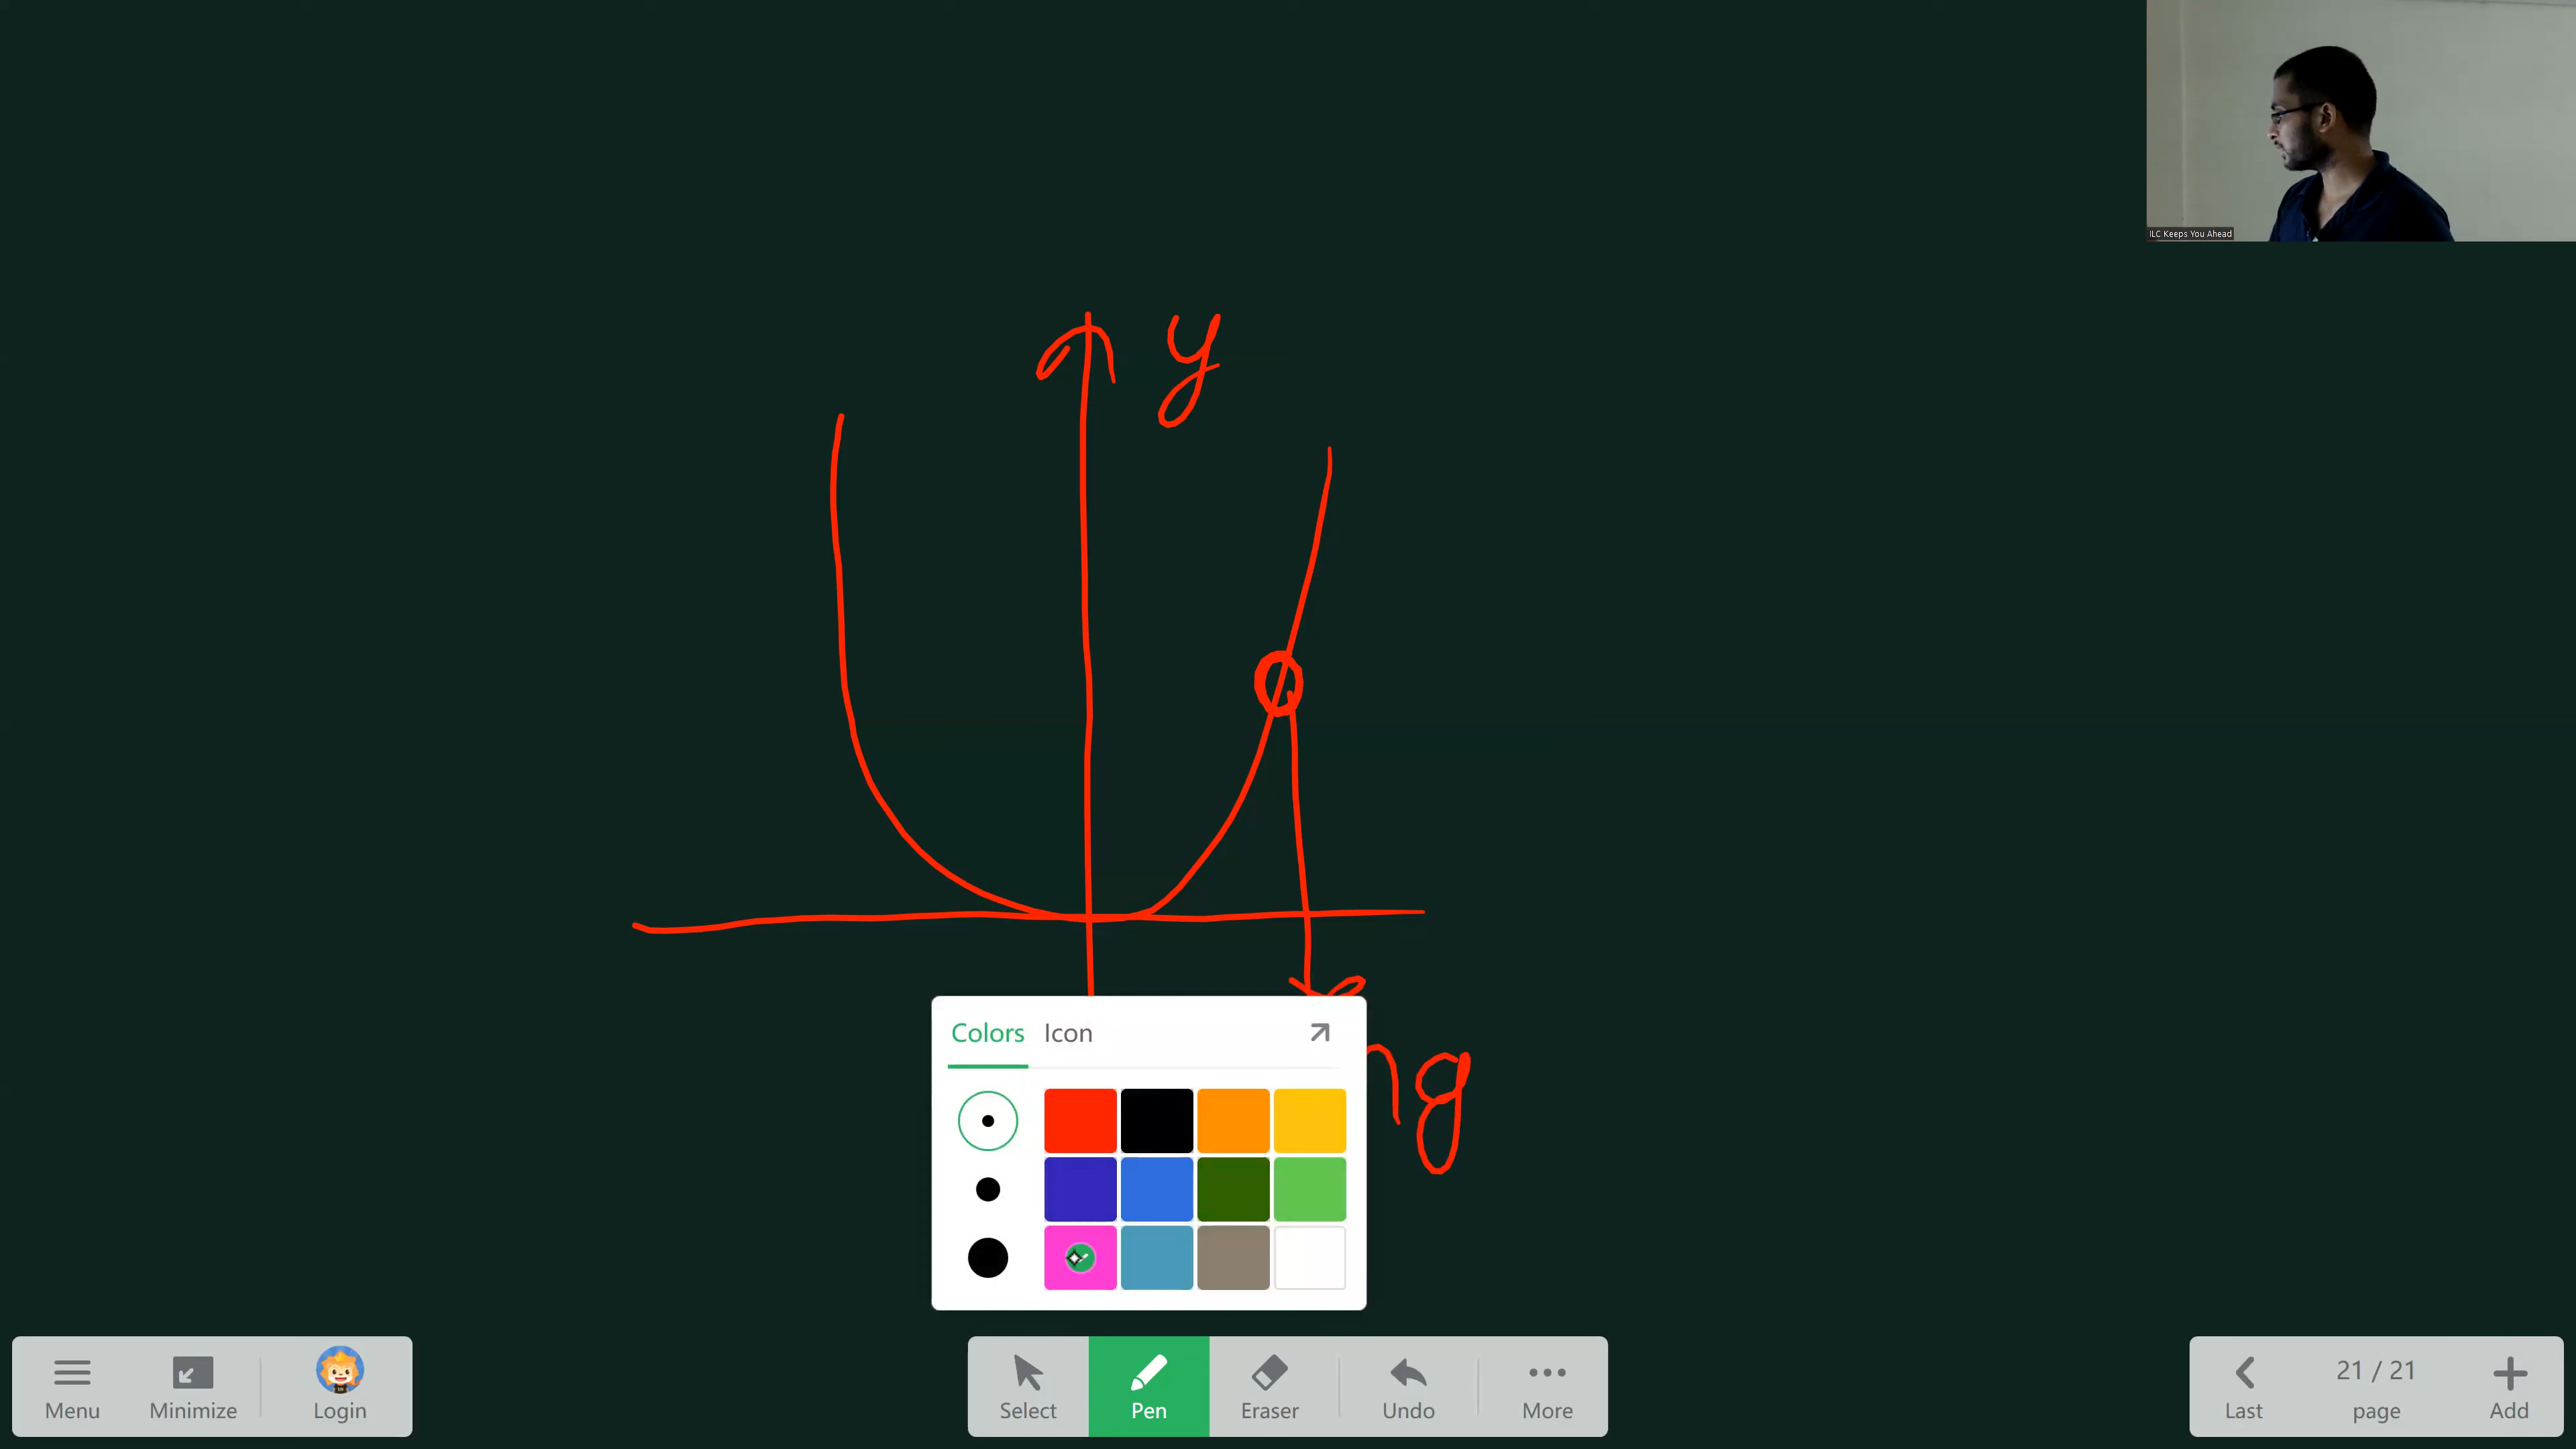 ILC Keeps You Ahead
y
Colors Icon
g
Menu Minimize Login Select Pen Eraser Undo More Last 21 / 21 page Add